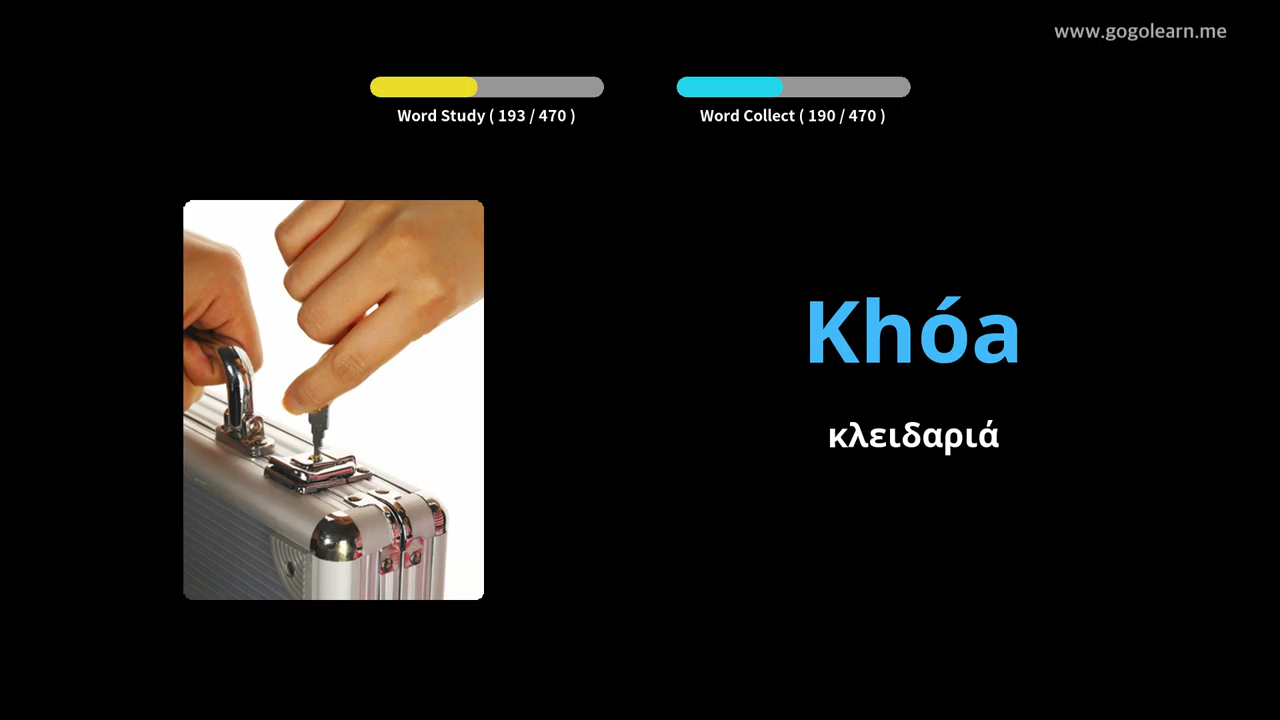 www.gogolearn.me
Word Study ( 193 / 470 )
Word Collect ( 190 / 470 )
Khóa
κλειδαριά